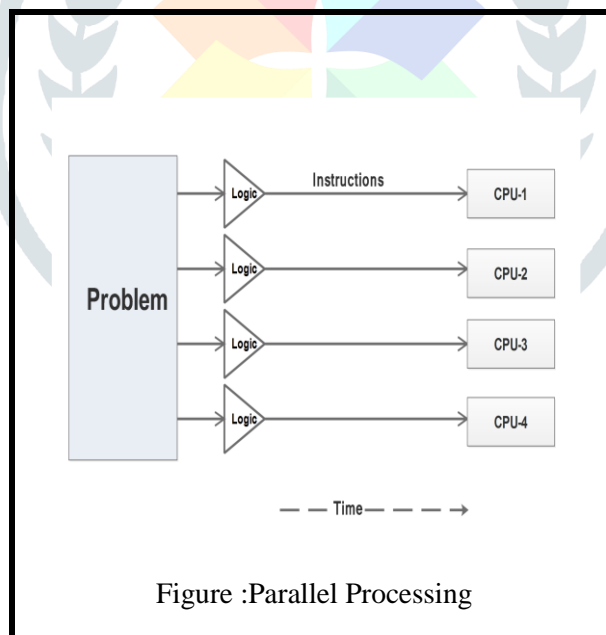 Logic
Instructions
CPU-1
Problem
Logic
CPU-2
Logic
CPU-3
Logic
CPU-4
— — Time — — — →
Figure :Parallel Processing